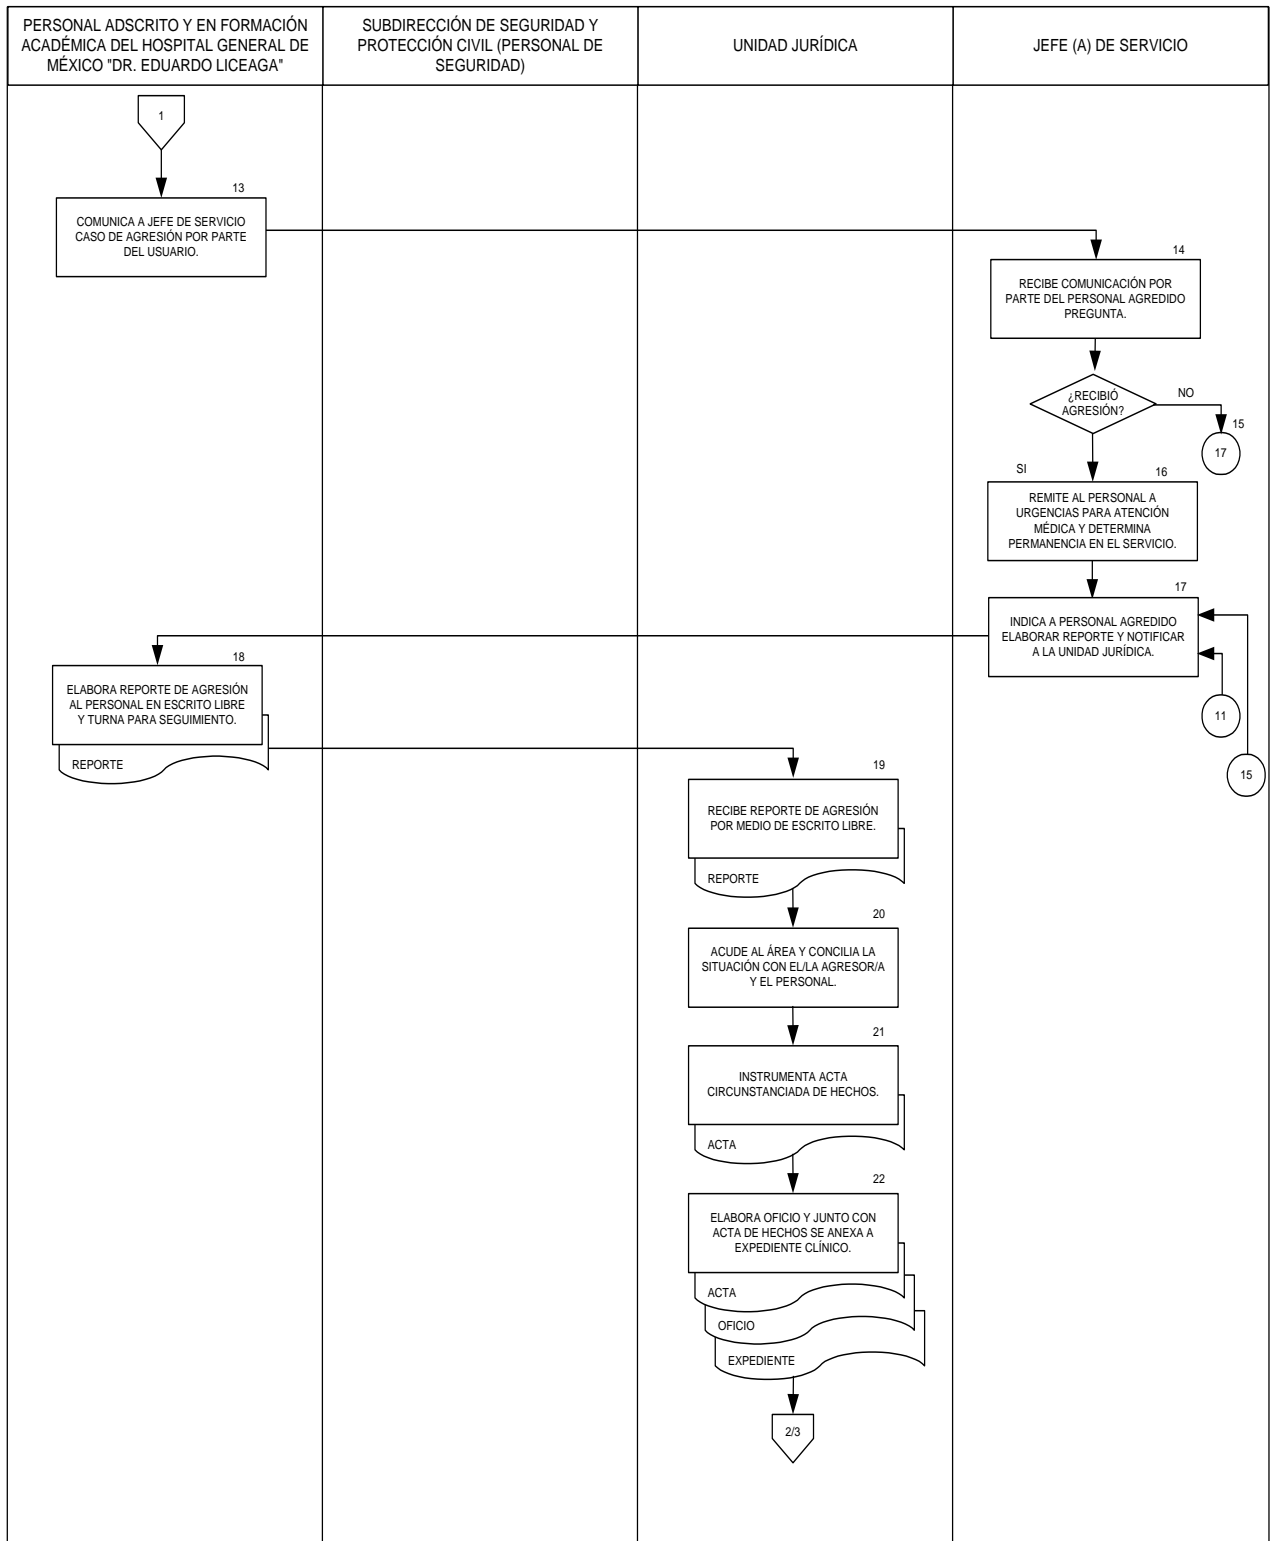 PERSONAL ADSCRITO Y EN FORMACIÓN
ACADÉMICA DEL HOSPITAL GENERAL DE
MÉXICO "DR. EDUARDO LICEAGA"
SUBDIRECCIÓN DE SEGURIDAD Y
PROTECCIÓN CIVIL (PERSONAL DE
SEGURIDAD)
UNIDAD JURÍDICA
JEFE (A) DE SERVICIO
1
13
COMUNICA A JEFE DE SERVICIO
CASO DE AGRESIÓN POR PARTE
DEL USUARIO.
14
RECIBE COMUNICACIÓN POR
PARTE DEL PERSONAL AGREDIDO
PREGUNTA.
¿RECIBIÓ
AGRESIÓN?
NO
15
17
SI
16
REMITE AL PERSONAL A
URGENCIAS PARA ATENCIÓN
MÉDICA Y DETERMINA
PERMANENCIA EN EL SERVICIO.
17
INDICA A PERSONAL AGREDIDO
ELABORAR REPORTE Y NOTIFICAR
A LA UNIDAD JURÍDICA.
11
15
18
ELABORA REPORTE DE AGRESIÓN
AL PERSONAL EN ESCRITO LIBRE
Y TURNA PARA SEGUIMIENTO.
REPORTE
19
RECIBE REPORTE DE AGRESIÓN
POR MEDIO DE ESCRITO LIBRE.
REPORTE
20
ACUDE AL ÁREA Y CONCILIA LA
SITUACIÓN CON EL/LA AGRESOR/A
Y EL PERSONAL.
21
INSTRUMENTA ACTA
CIRCUNSTANCIADA DE HECHOS.
ACTA
22
ELABORA OFICIO Y JUNTO CON
ACTA DE HECHOS SE ANEXA A
EXPEDIENTE CLÍNICO.
ACTA
OFICIO
EXPEDIENTE
2/3